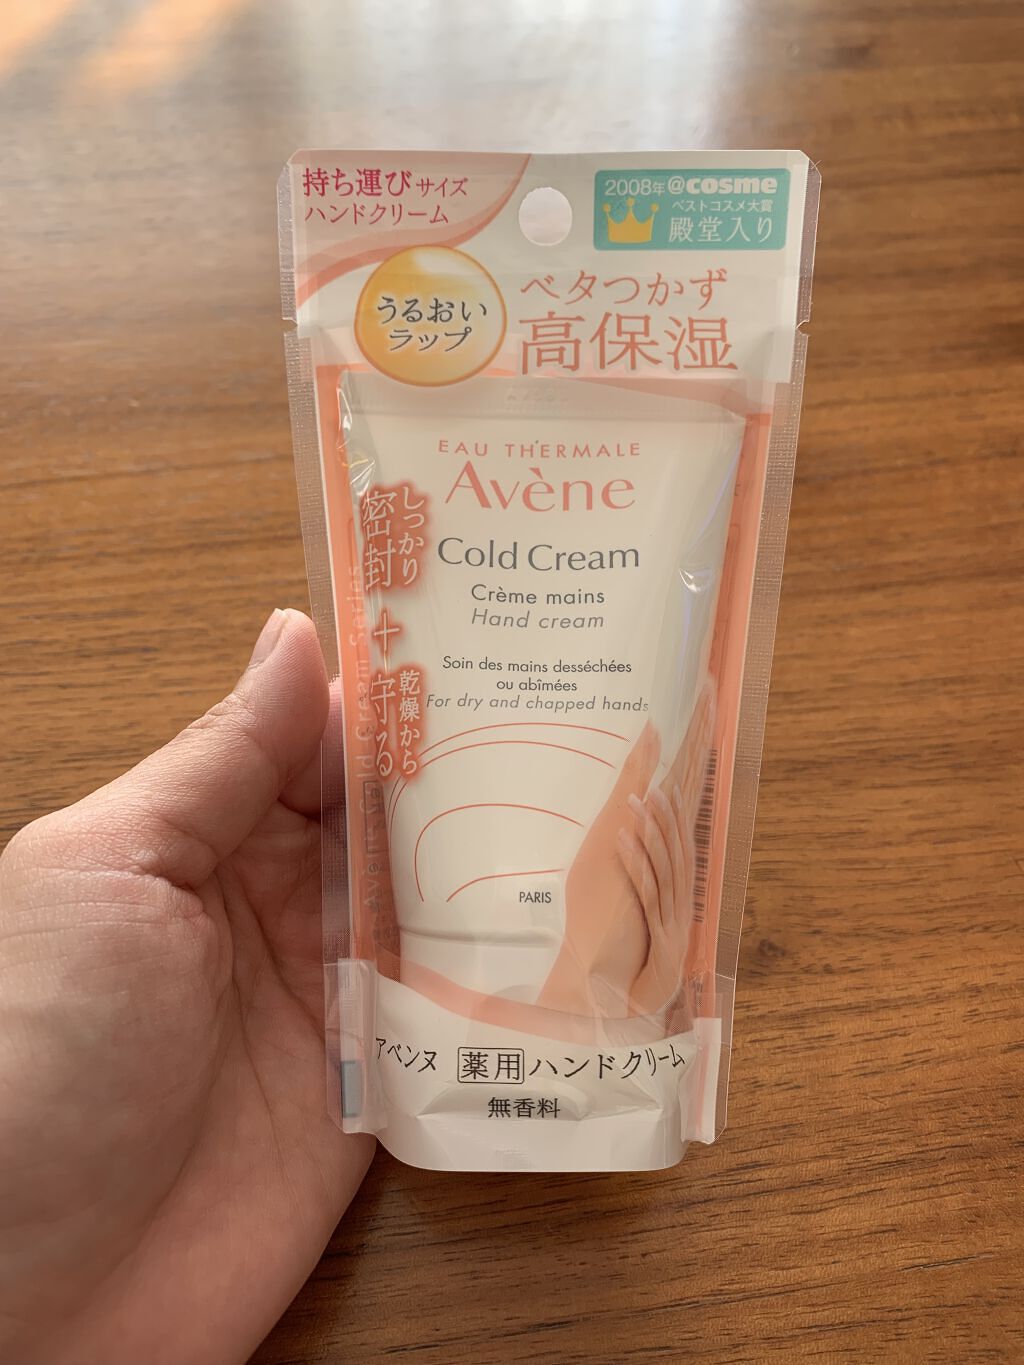 持ち運びサイズ
ハンドクリーム
2008年@cosme
ベストコスメ大賞
殿堂入り
うるおい
ラップ
ベタつかず
高保湿
EAU THERMALE
Avène
Cold Cream
Crème mains
Hand cream
Soin des mains desséchées
ou abîmées
For dry and chapped hands
しっかり
密封
+
乾燥から
守る
PARIS
アベンヌ 薬用 ハンドクリーム
無香料